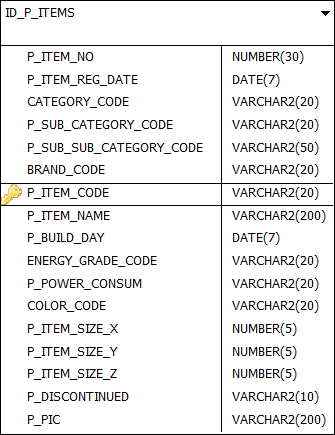 ID_P_ITEMS
P_ITEM_NO NUMBER(30)
P_ITEM_REG_DATE DATE(7)
CATEGORY_CODE VARCHAR2(20)
P_SUB_CATEGORY_CODE VARCHAR2(20)
P_SUB_SUB_CATEGORY_CODE VARCHAR2(50)
BRAND_CODE VARCHAR2(20)
P_ITEM_CODE VARCHAR2(20)
P_ITEM_NAME VARCHAR2(200)
P_BUILD_DAY DATE(7)
ENERGY_GRADE_CODE VARCHAR2(20)
P_POWER_CONSUM VARCHAR2(20)
COLOR_CODE VARCHAR2(20)
P_ITEM_SIZE_X NUMBER(5)
P_ITEM_SIZE_Y NUMBER(5)
P_ITEM_SIZE_Z NUMBER(5)
P_DISCONTINUED VARCHAR2(10)
P_PIC VARCHAR2(200)